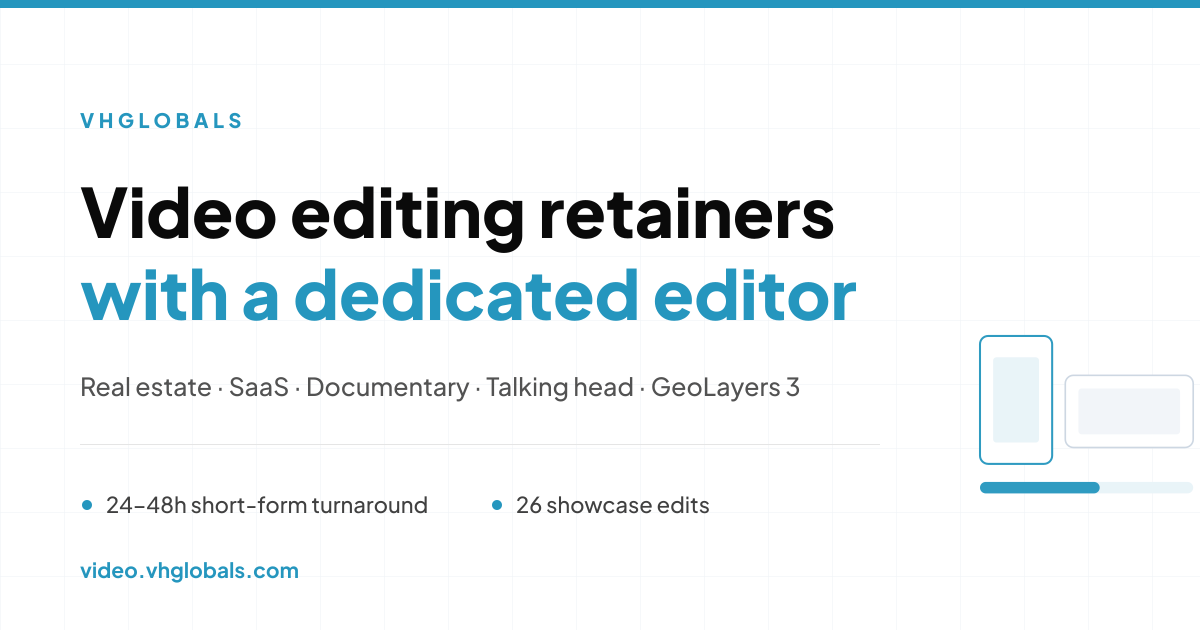 VHGLOBALS
Video editing retainers
with a dedicated editor
Real estate · SaaS · Documentary · Talking head · GeoLayers 3
24–48h short-form turnaround
26 showcase edits
video.vhglobals.com